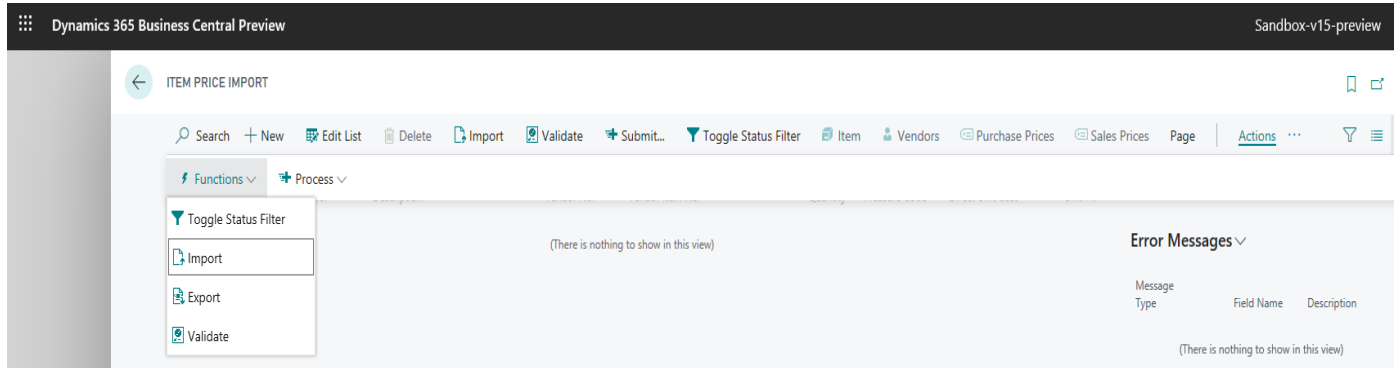 Dynamics 365 Business Central Preview Sandbox-v15-preview
ITEM PRICE IMPORT
Search New Edit List Delete Import Validate Submit... Toggle Status Filter Item Vendors Purchase Prices Sales Prices Page Actions ...
Functions Process
Toggle Status Filter
Import
Export
Validate
(There is nothing to show in this view)
Error Messages
Message
Type Field Name Description
(There is nothing to show in this view)